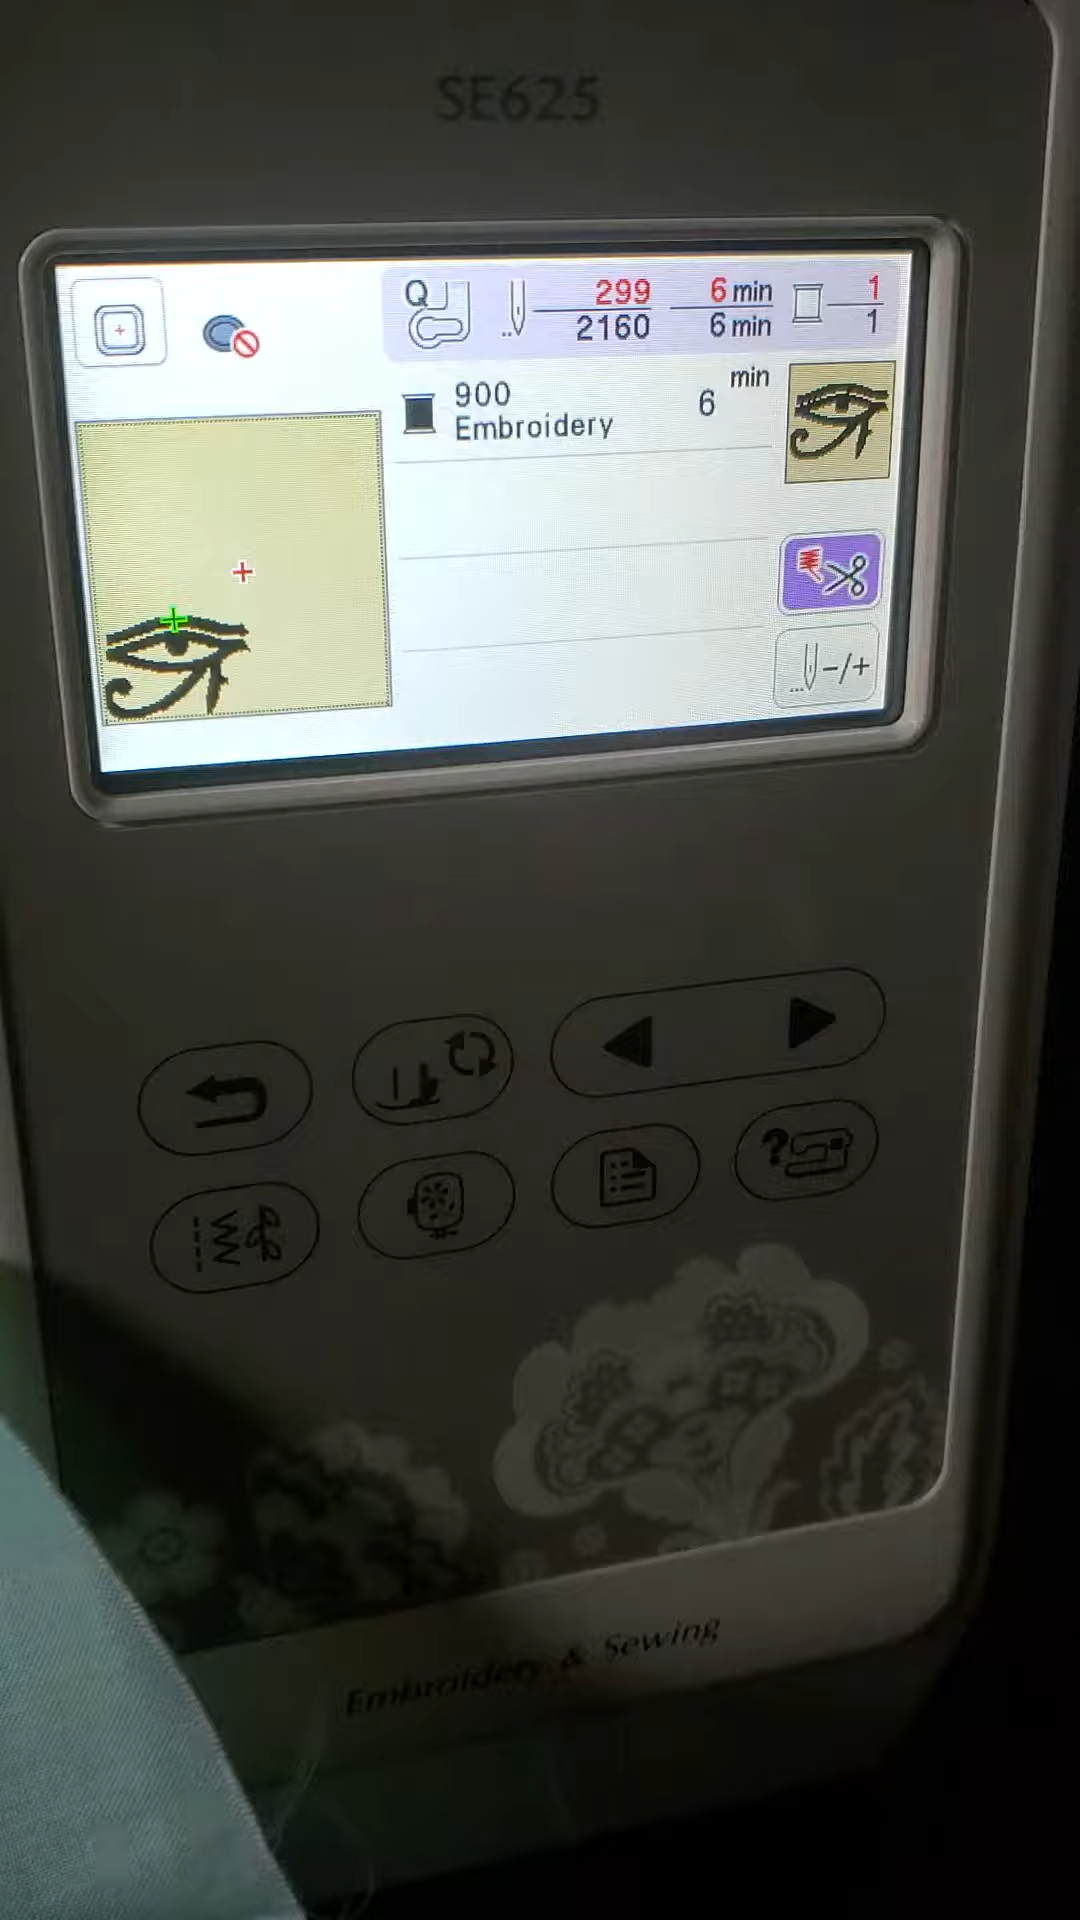 SE625
Q
299
2160
6 min
6 min
1
1
900
Embroidery
6
min
-/+
?
Embroidery & Sewing